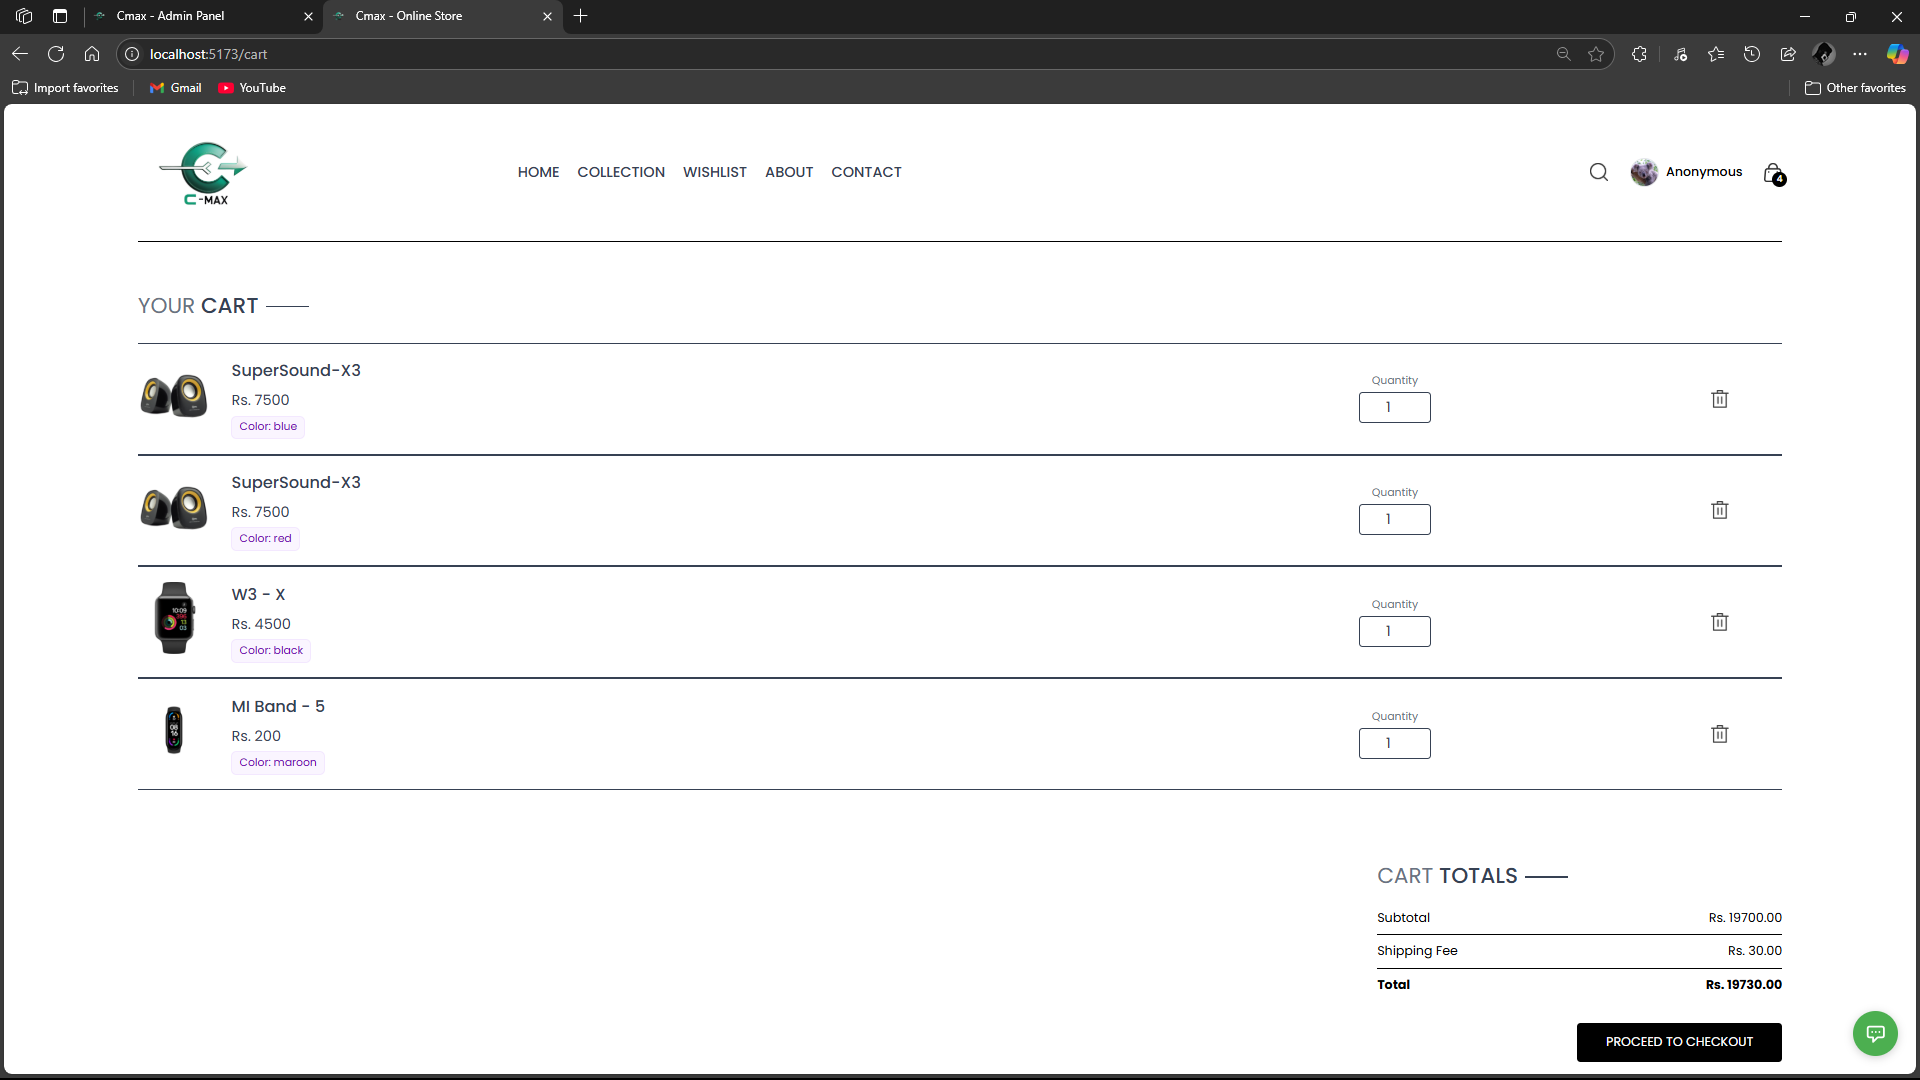 Cmax - Admin Panel
Cmax - Online Store
localhost:5173/cart
Import favorites
Gmail
YouTube
Other favorites
C-MAX
HOME
COLLECTION
WISHLIST
ABOUT
CONTACT
Anonymous
4
YOUR CART
SuperSound-X3
Rs. 7500
Color: blue
Quantity
1
SuperSound-X3
Rs. 7500
Color: red
Quantity
1
W3 - X
Rs. 4500
Color: black
Quantity
1
MI Band - 5
Rs. 200
Color: maroon
Quantity
1
CART TOTALS
Subtotal Rs. 19700.00
Shipping Fee Rs. 30.00
Total Rs. 19730.00
PROCEED TO CHECKOUT